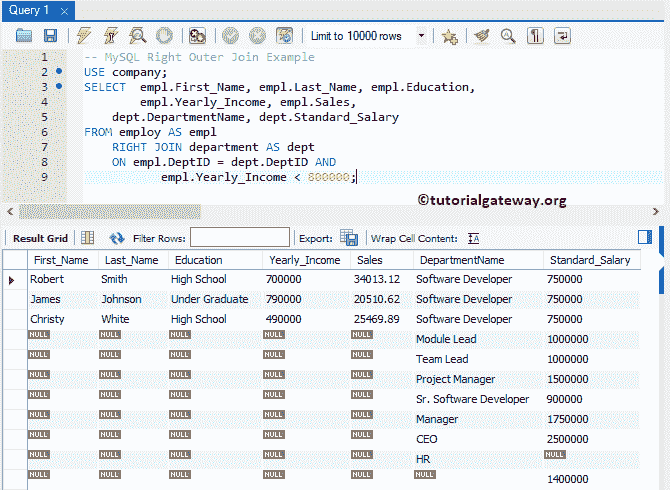 Query 1
Limit to 10000 rows
1 -- MySQL Right Outer Join Example
2 USE company;
3 SELECT empl.First_Name, empl.Last_Name, empl.Education,
4 empl.Yearly_Income, empl.Sales,
5 dept.DepartmentName, dept.Standard_Salary
6 FROM employ AS empl
7 RIGHT JOIN department AS dept
8 ON empl.DeptID = dept.DeptID AND
9 empl.Yearly_Income < 800000;
©tutorialgateway.org
Result Grid Filter Rows: Export: Wrap Cell Content:
First_Name Last_Name Education Yearly_Income Sales DepartmentName Standard_Salary
Robert Smith High School 700000 34013.12 Software Developer 750000
James Johnson Under Graduate 790000 20510.62 Software Developer 750000
Christy White High School 490000 25469.89 Software Developer 750000
NULL NULL NULL NULL NULL Module Lead 1000000
NULL NULL NULL NULL NULL Team Lead 1000000
NULL NULL NULL NULL NULL Project Manager 1500000
NULL NULL NULL NULL NULL Sr. Software Developer 900000
NULL NULL NULL NULL NULL Manager 1750000
NULL NULL NULL NULL NULL CEO 2500000
NULL NULL NULL NULL NULL HR NULL
NULL NULL NULL NULL NULL NULL 1400000